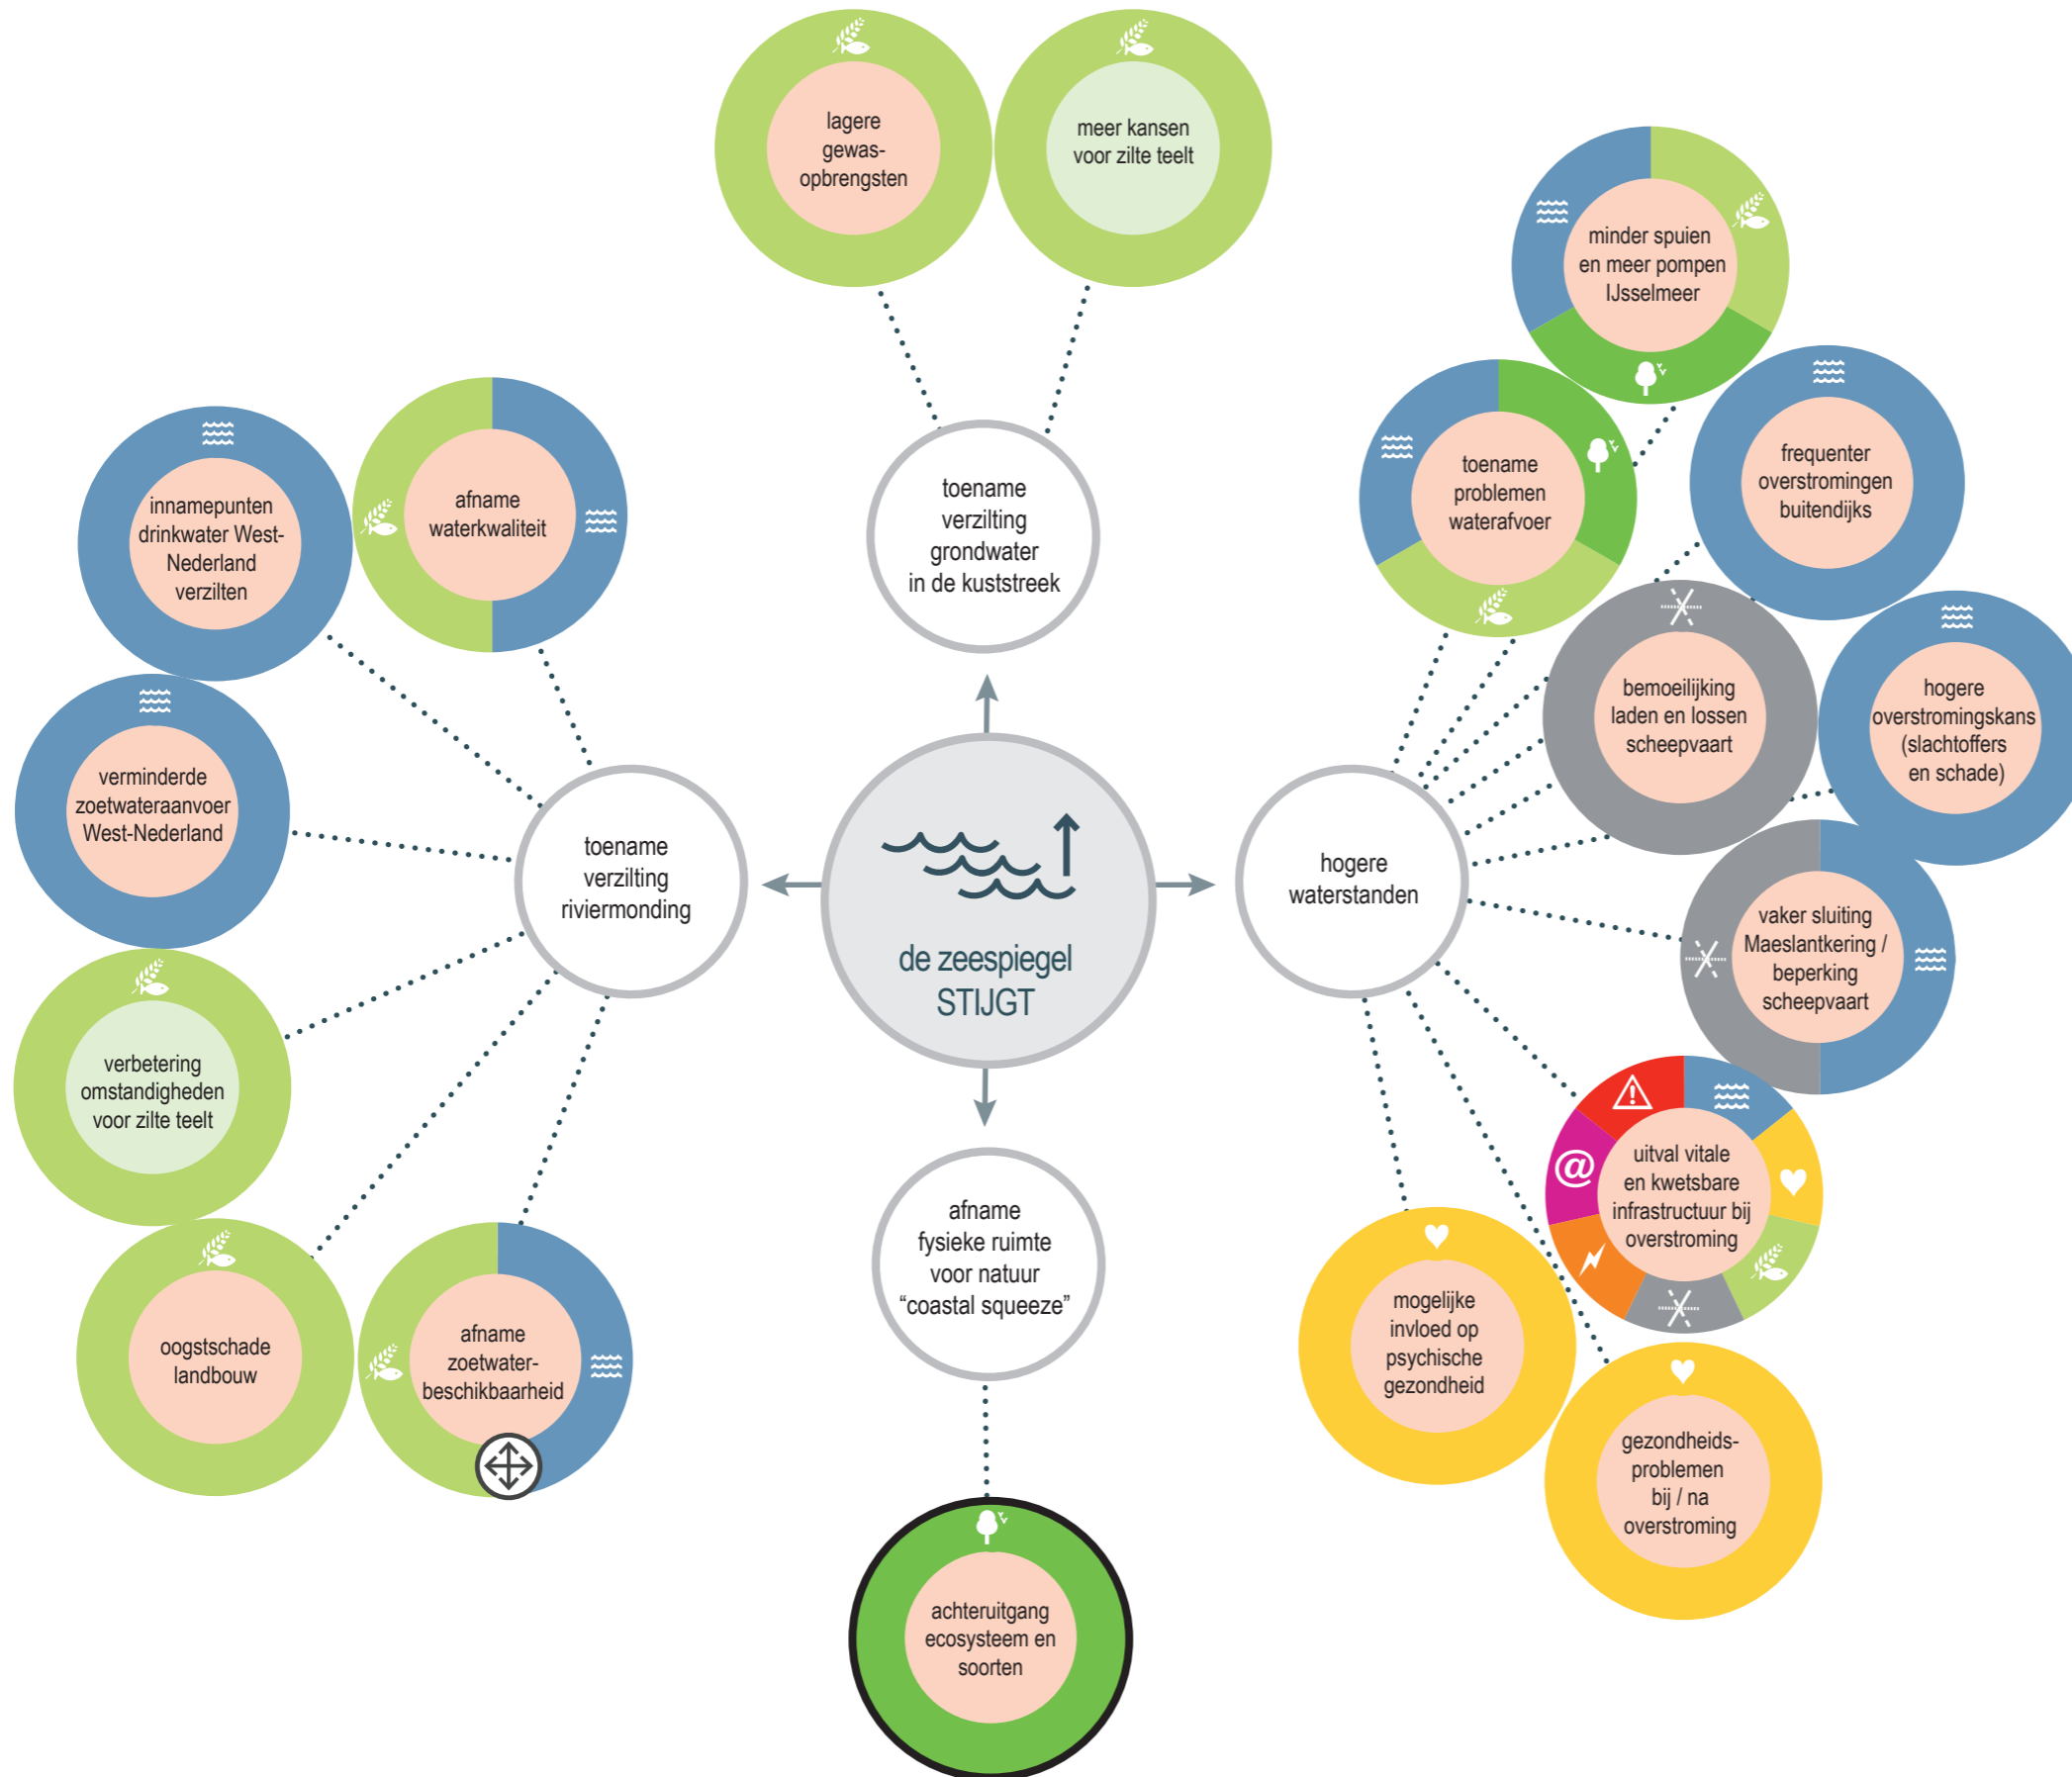 lagere
gewas-
opbrengsten
meer kansen
voor zilte teelt
minder spuien
en meer pompen
IJsselmeer
toename
problemen
waterafvoer
frequenter
overstromingen
buitendijks
innamepunten
drinkwater West-
Nederland
verzilten
afname
waterkwaliteit
toename
verzilting
grondwater
in de kuststreek
bemoeilijking
laden en lossen
scheepvaart
hogere
overstromingskans
(slachtoffers
en schade)
verminderde
zoetwateraanvoer
West-Nederland
toename
verzilting
riviermonding
de zeespiegel
STIJGT
hogere
waterstanden
vaker sluiting
Maeslantkering /
beperking
scheepvaart
verbetering
omstandigheden
voor zilte teelt
@
uitval vitale
en kwetsbare
infrastructuur bij
overstroming
afname
fysieke ruimte
voor natuur
“coastal squeeze”
oogstschade
landbouw
afname
zoetwater-
beschikbaarheid
mogelijke
invloed op
psychische
gezondheid
gezondheids-
problemen
bij / na
overstroming
achteruitgang
ecosysteem en
soorten